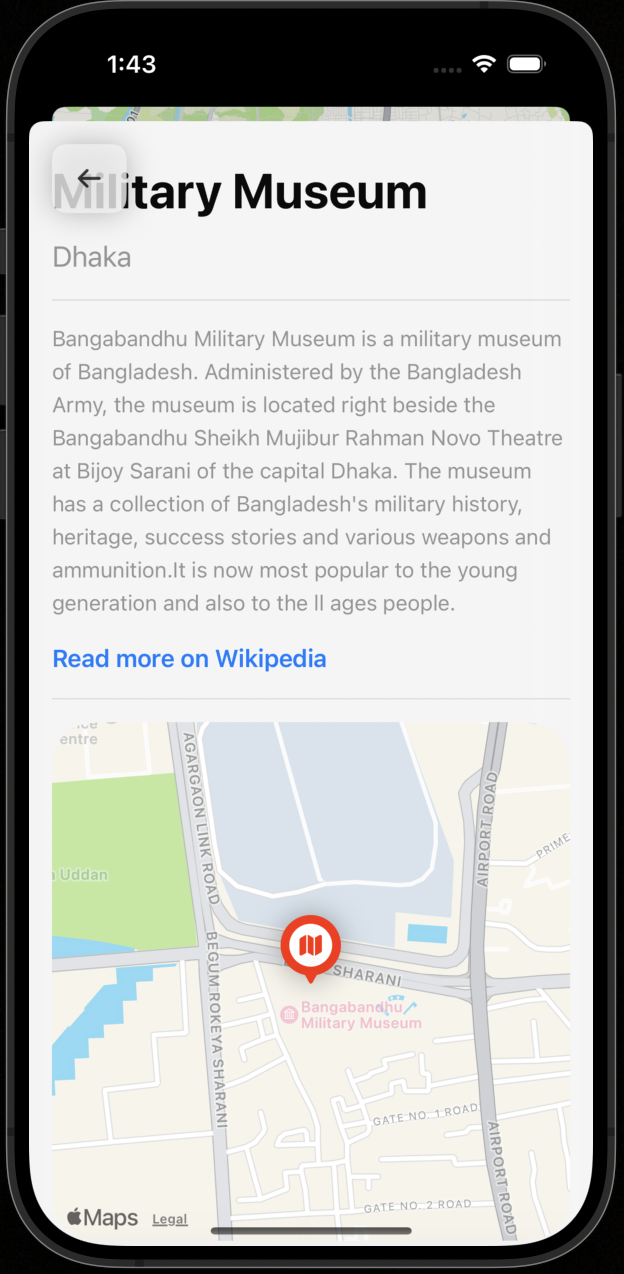 1:43
Military Museum
Dhaka
Bangabandhu Military Museum is a military museum
of Bangladesh. Administered by the Bangladesh
Army, the museum is located right beside the
Bangabandhu Sheikh Mujibur Rahman Novo Theatre
at Bijoy Sarani of the capital Dhaka. The museum
has a collection of Bangladesh's military history,
heritage, success stories and various weapons and
ammunition.It is now most popular to the young
generation and also to the ll ages people.
Read more on Wikipedia
entre
AGARGAON LINK ROAD
AIRPORT ROAD
PRIME
Uddan
BEGUM ROKEYA SHARANI
SHARANI
Bangabandhu
Military Museum
GATE NO. 1 ROAD
AIRPORT ROAD
GATE NO. 2 ROAD
Maps
Legal